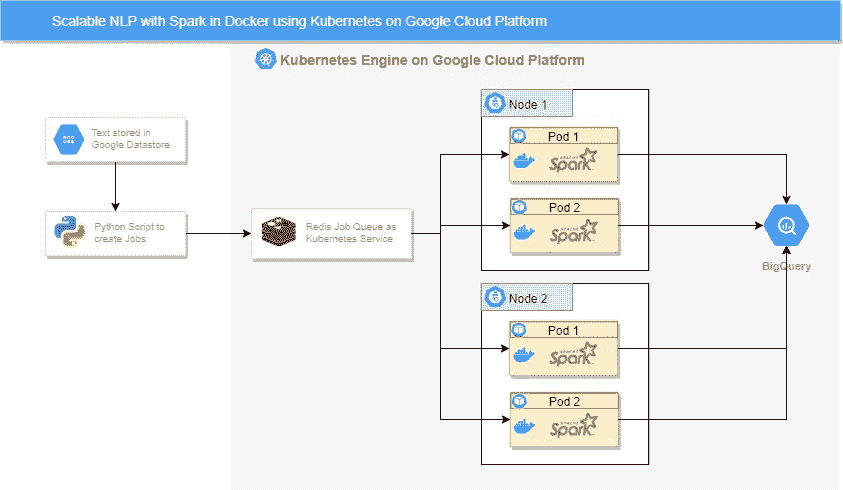 Scalable NLP with Spark in Docker using Kubernetes on Google Cloud Platform
Kubernetes Engine on Google Cloud Platform
Text stored in
Google Datastore
Python Script to
create Jobs
Redis Job Queue as
Kubernetes Service
Node 1
Pod 1
APACHE
Spark
Pod 2
APACHE
Spark
Node 2
Pod 1
APACHE
Spark
Pod 2
APACHE
Spark
BigQuery